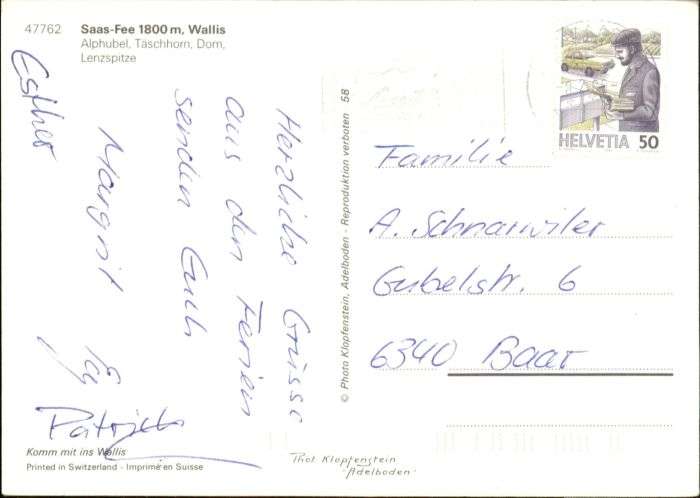 47762 Saas-Fee 1800 m, Wallis
Alphubel, Täschhorn, Dom,
Lenzspitze
Herzliche Grüsse
aus den Ferien
senden Euch
Margrit
Esther
Patrick
© Photo Klopfenstein, Adelboden - Reproduktion verboten 58
HELVETIA 50
Familie
A. Schnarwiler
Gubelstr. 6
6340 Baar
Komm mit ins Wallis
Printed in Switzerland - Imprimé en Suisse
Phot Klopfenstein
"Adelboden"